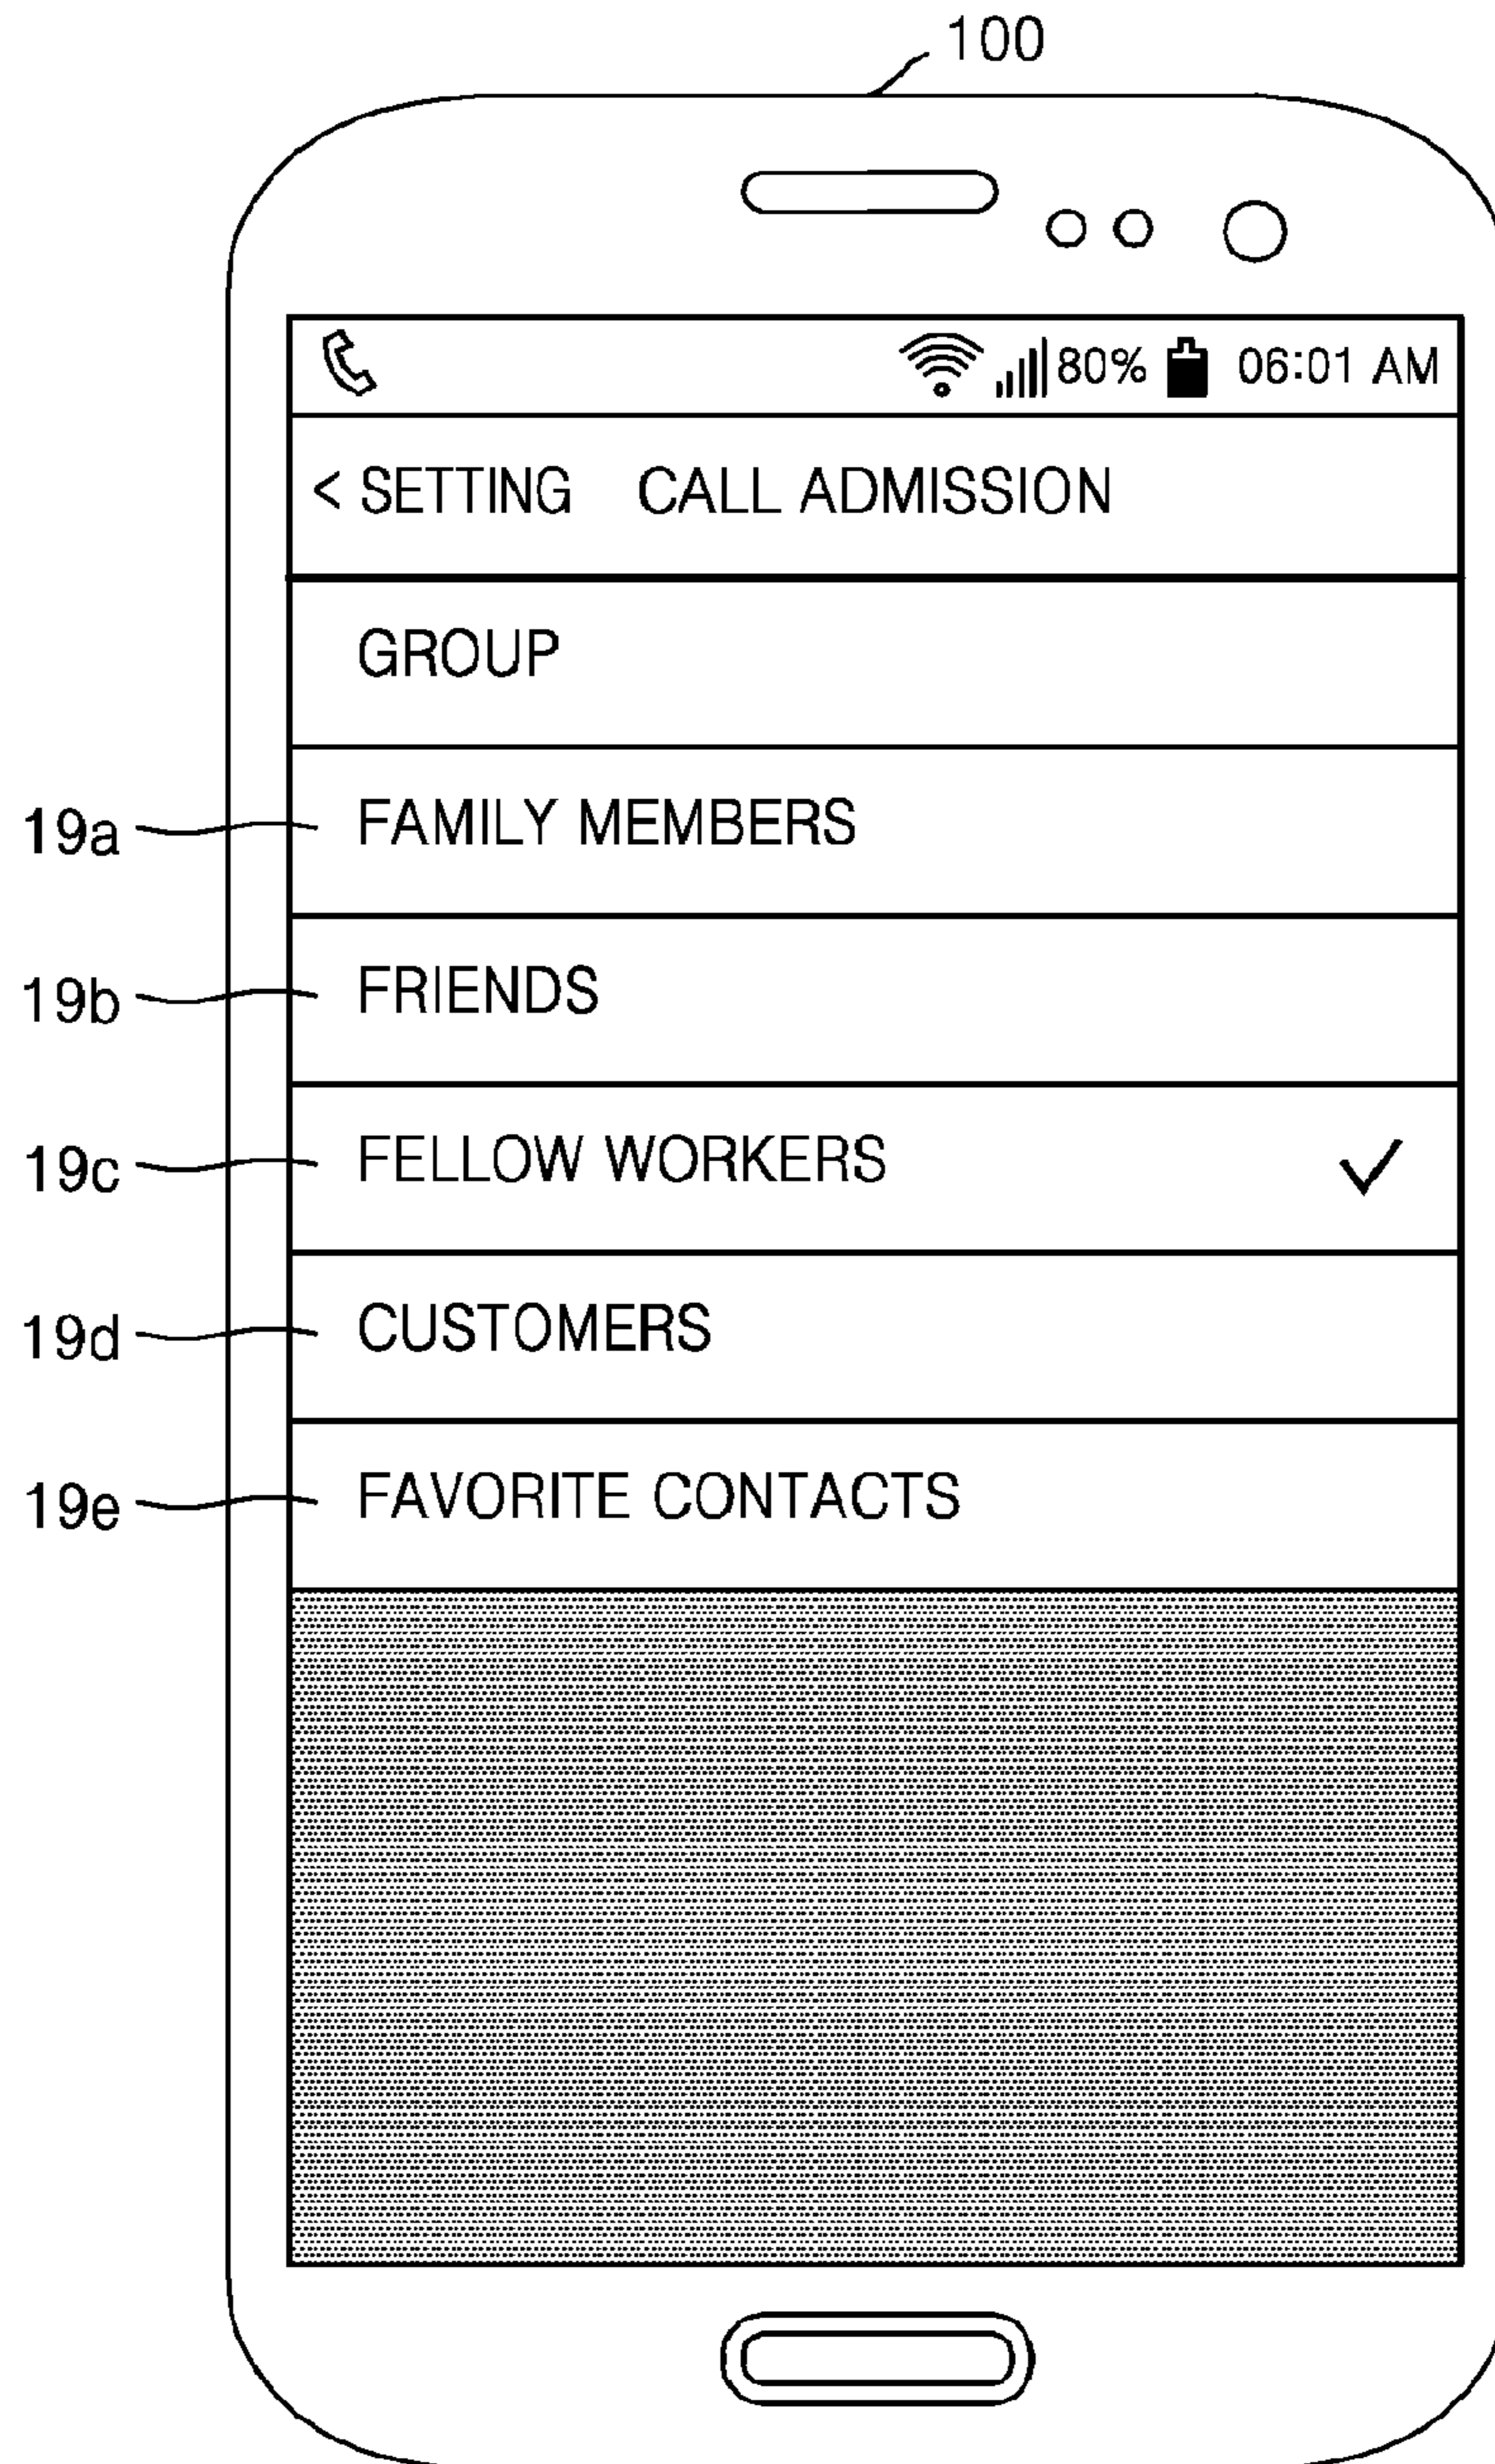 100
80% 06:01 AM
< SETTING CALL ADMISSION
GROUP
19a FAMILY MEMBERS
19b FRIENDS
19c FELLOW WORKERS
19d CUSTOMERS
19e FAVORITE CONTACTS